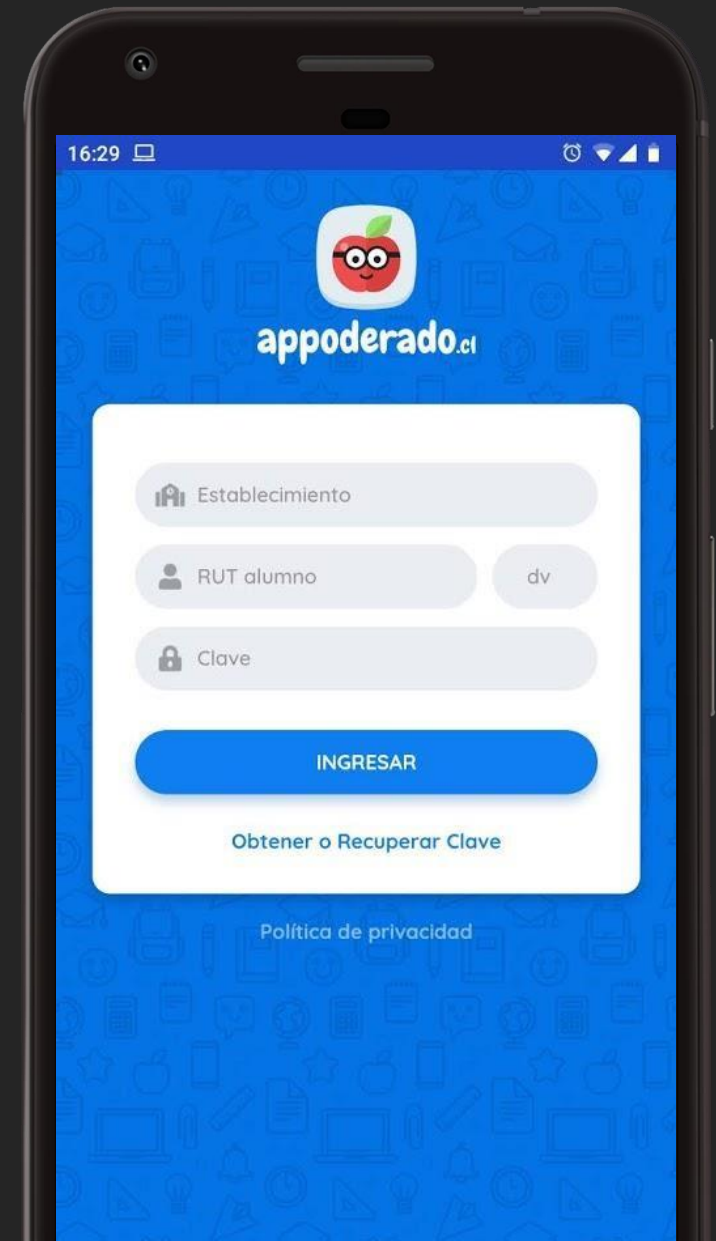 16:29
appoderado.cl
Establecimiento
RUT alumno dv
Clave
INGRESAR
Obtener o Recuperar Clave
Política de privacidad